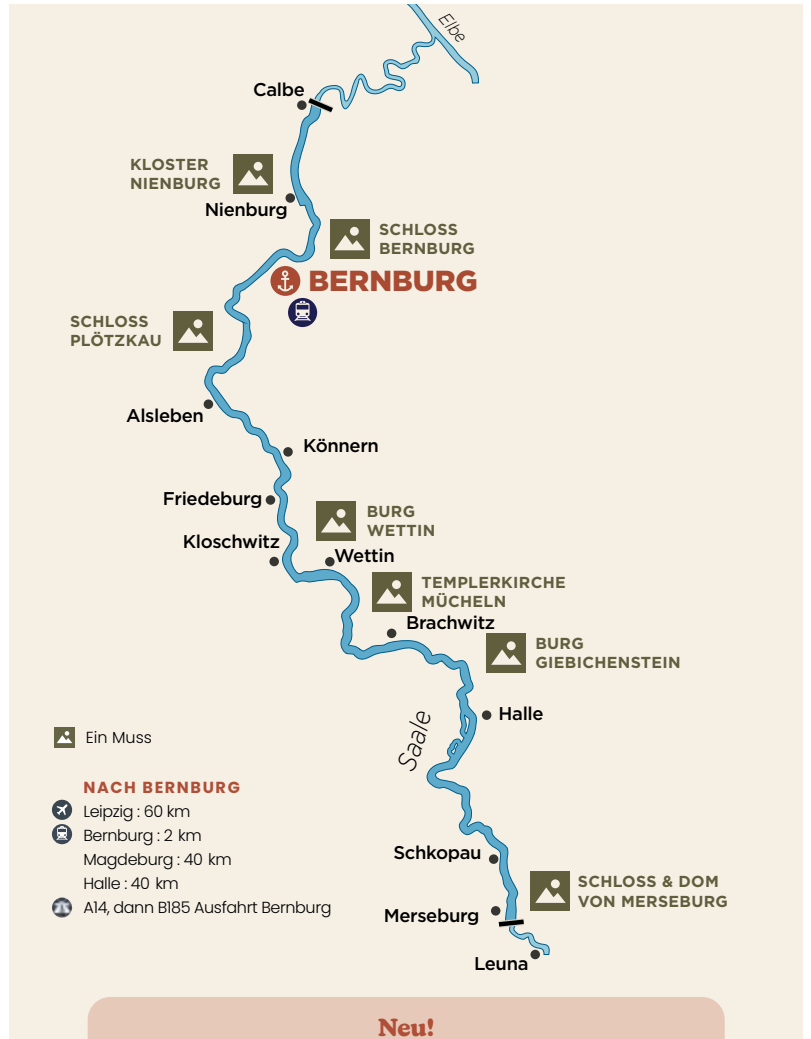 Elbe
Calbe
KLOSTER
NIENBURG
Nienburg
SCHLOSS
BERNBURG
BERNBURG
SCHLOSS
PLÖTZKAU
Alsleben
Könnern
Friedeburg
BURG
WETTIN
Kloschwitz
Wettin
TEMPLERKIRCHE
MÜCHELN
Brachwitz
BURG
GIEBICHENSTEIN
Halle
Saale
Ein Muss
NACH BERNBURG
Leipzig : 60 km
Bernburg : 2 km
Magdeburg : 40 km
Halle : 40 km
A14, dann B185 Ausfahrt Bernburg
Schkopau
SCHLOSS & DOM
VON MERSEBURG
Merseburg
Leuna
Neu!